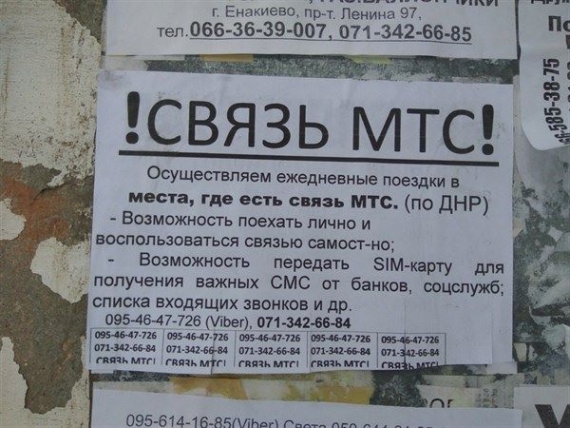 г. Енакиево, пр-т. Ленина 97,
тел.066-36-39-007, 071-342-66-85
!СВЯЗЬ МТС!
Осуществляем ежедневные поездки в
места, где есть связь МТС. (по ДНР)
- Возможность поехать лично и
воспользоваться связью самост-но;
- Возможность передать SIM-карту для
получения важных СМС от банков, соцслужб;
списка входящих звонков и др.
095-46-47-726 (Viber), 071-342-66-84
095-46-47-726 095-46-47-726 095-46-47-726 095-46-47-726 095-46-47-726
071-342-66-84 071-342-66-84 071-342-66-84 071-342-66-84 071-342-66-84
СВЯЗЬ МТС! СВЯЗЬ МТС! СВЯЗЬ МТС! СВЯЗЬ МТС! СВЯЗЬ МТС!
585-38-75
095-614-16-85(Viber) Света